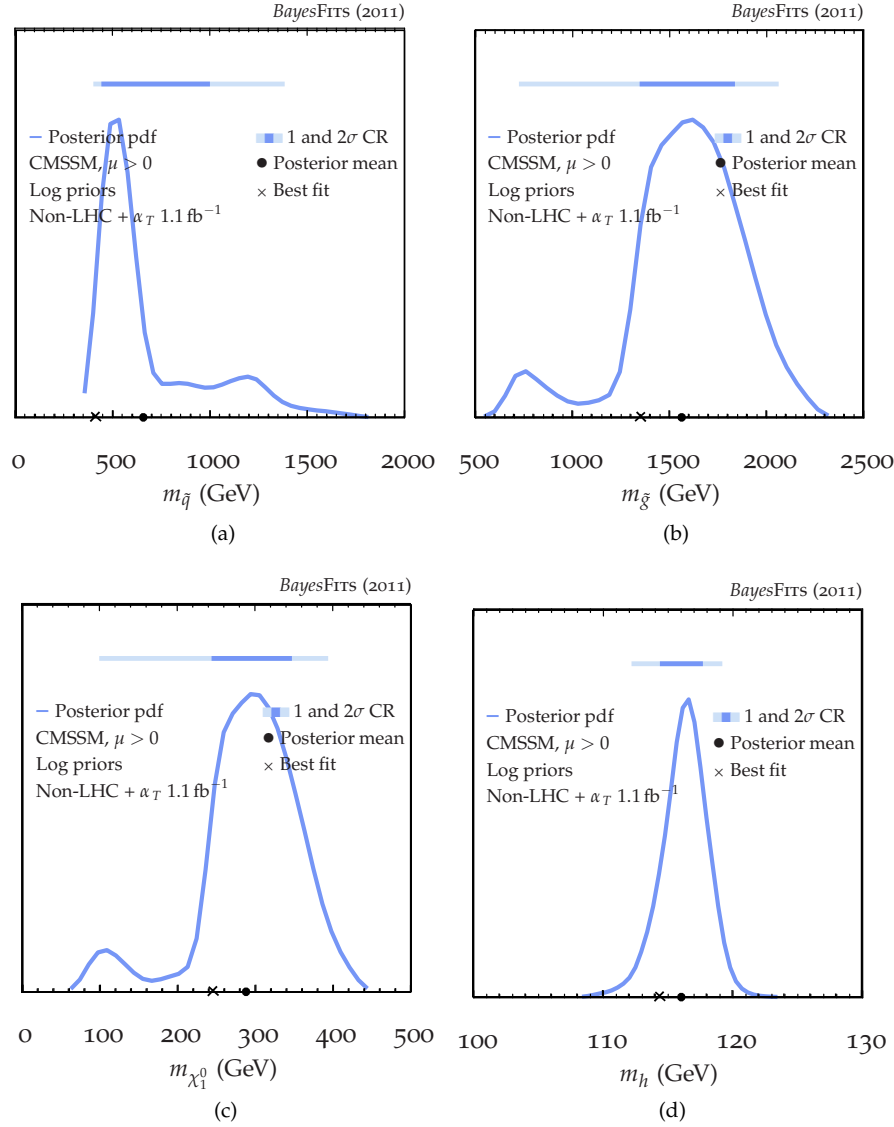 BayesFITS (2011)
Posterior pdf
CMSSM, μ > 0
Log priors
Non-LHC + α_T 1.1 fb⁻¹
1 and 2σ CR
Posterior mean
Best fit
0 500 1000 1500 2000
m_q̃ (GeV)
(a)
BayesFITS (2011)
Posterior pdf
CMSSM, μ > 0
Log priors
Non-LHC + α_T 1.1 fb⁻¹
1 and 2σ CR
Posterior mean
Best fit
500 1000 1500 2000 2500
m_g̃ (GeV)
(b)
BayesFITS (2011)
Posterior pdf
CMSSM, μ > 0
Log priors
Non-LHC + α_T 1.1 fb⁻¹
1 and 2σ CR
Posterior mean
Best fit
0 100 200 300 400 500
m_χ₁⁰ (GeV)
(c)
BayesFITS (2011)
Posterior pdf
CMSSM, μ > 0
Log priors
Non-LHC + α_T 1.1 fb⁻¹
1 and 2σ CR
Posterior mean
Best fit
100 110 120 130
m_h (GeV)
(d)